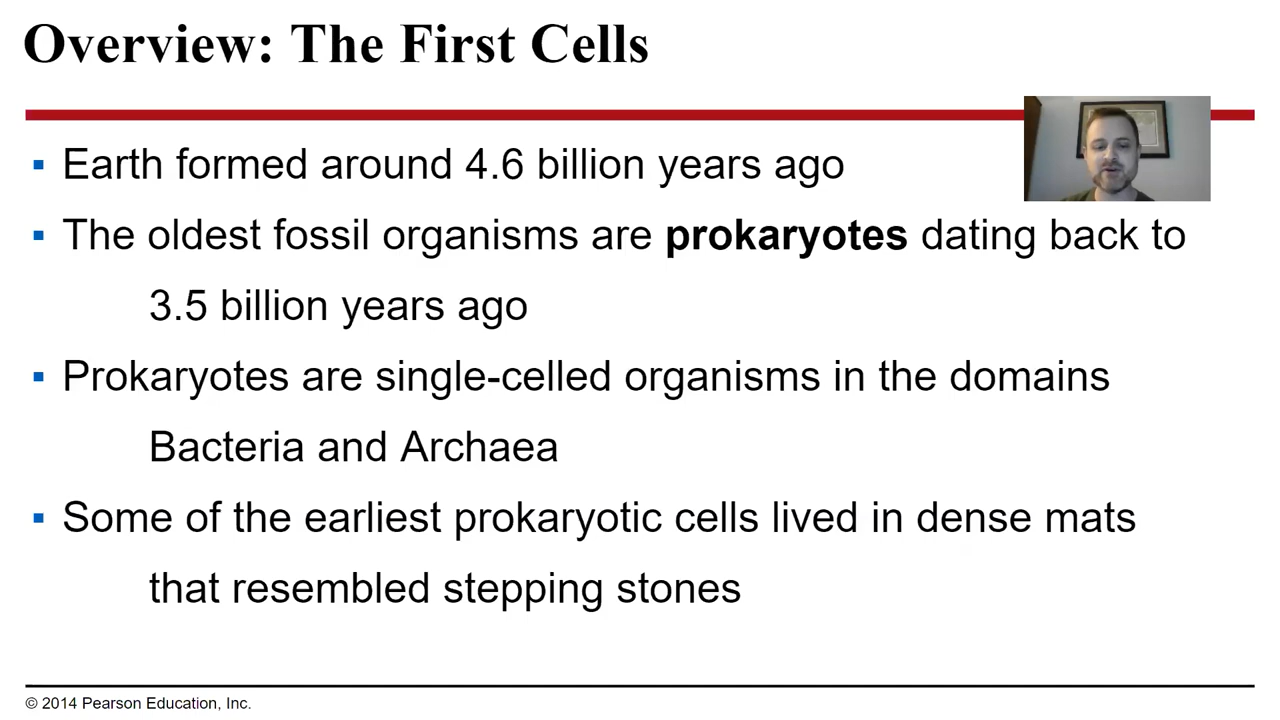 Overview: The First Cells
▪ Earth formed around 4.6 billion years ago
▪ The oldest fossil organisms are prokaryotes dating back to
3.5 billion years ago
▪ Prokaryotes are single-celled organisms in the domains
Bacteria and Archaea
▪ Some of the earliest prokaryotic cells lived in dense mats
that resembled stepping stones
© 2014 Pearson Education, Inc.